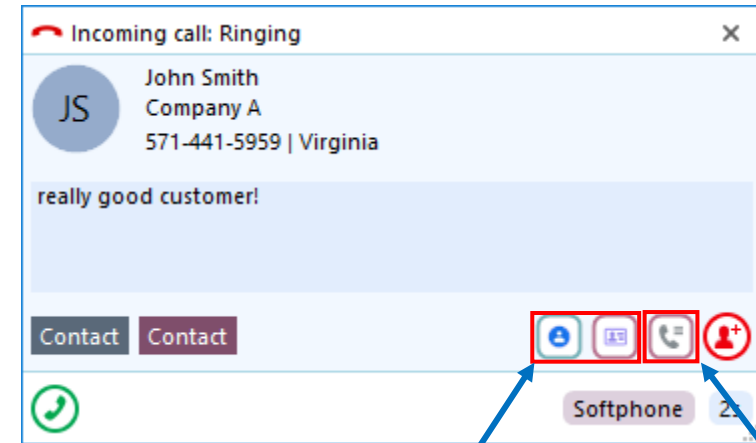 Incoming call: Ringing
John Smith
JS
Company A
571-441-5959 | Virginia
really good customer!
Contact Contact
Softphone